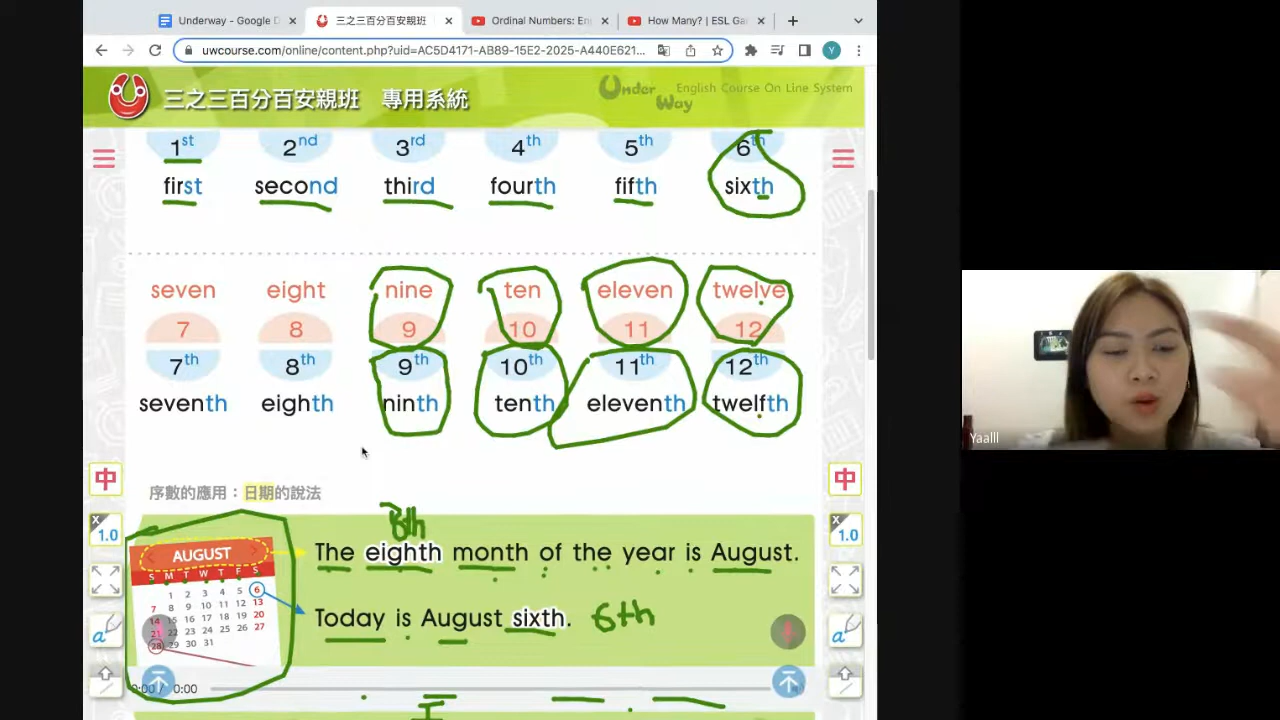 Underway - Google D
三之三百分百安親班
Ordinal Numbers: En
How Many? | ESL Ga
uwcourse.com/online/content.php?uid=AC5D4171-AB89-15E2-2025-A440E621...
Y
三之三百分百安親班 專用系統
Under Way
English Course On Line System
1st 2nd 3rd 4th 5th 6th
first second third fourth fifth sixth
seven eight nine ten eleven twelve
7 8 9 10 11 12
7th 8th 9th 10th 11th 12th
seventh eighth ninth tenth eleventh twelfth
Yaalll
中 中
序數的應用：日期的說法
8th
x 1.0 x 1.0
AUGUST
The eighth month of the year is August.
S M T W T F S
1 2 3 4 5 6
7 8 9 10 11 12 13
14 15 16 17 18 19 20
21 22 23 24 25 26 27
28 29 30 31
Today is August sixth. 6th
a a
0:00 / 0:00